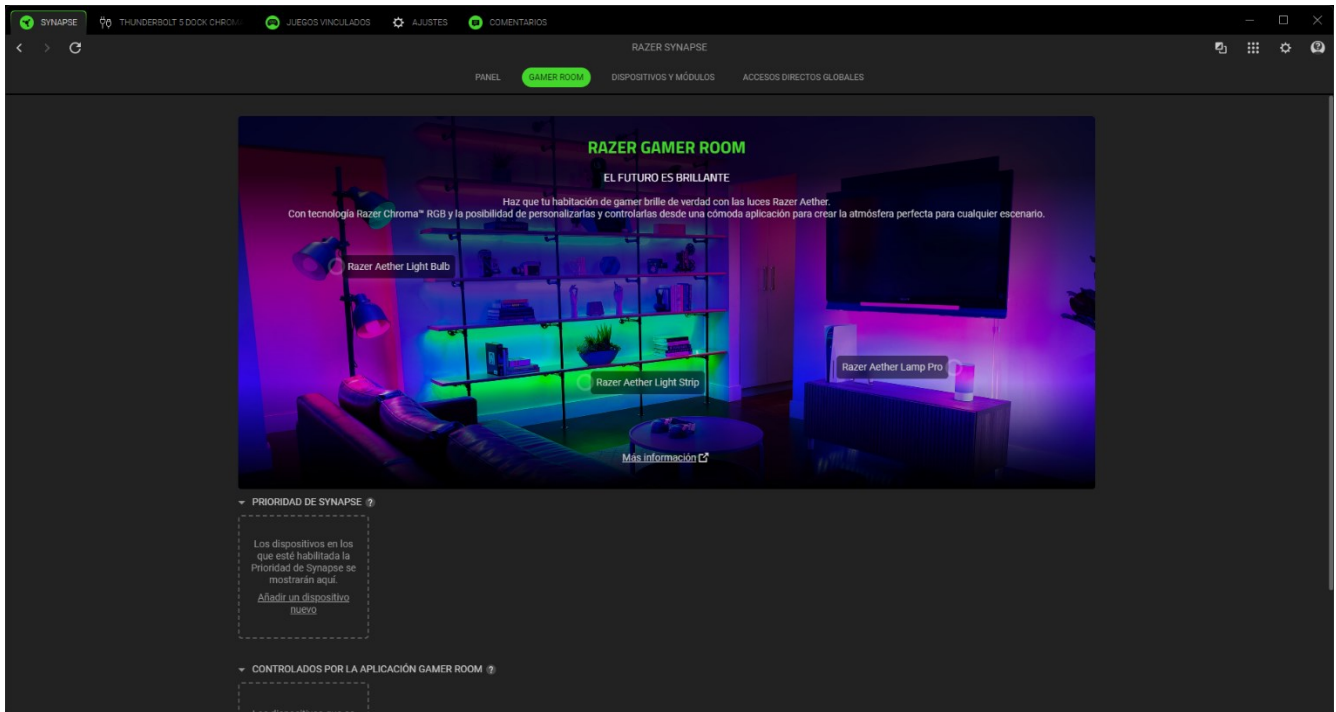 SYNAPSE
THUNDERBOLT 5 DOCK CHROM
JUEGOS VINCULADOS
AJUSTES
COMENTARIOS
RAZER SYNAPSE
PANEL
GAMER ROOM
DISPOSITIVOS Y MÓDULOS
ACCESOS DIRECTOS GLOBALES
RAZER GAMER ROOM
EL FUTURO ES BRILLANTE
Haz que tu habitación de gamer brille de verdad con las luces Razer Aether.
Con tecnología Razer Chroma™ RGB y la posibilidad de personalizarlas y controlarlas desde una cómoda aplicación para crear la atmósfera perfecta para cualquier escenario.
Razer Aether Light Bulb
Razer Aether Lamp Pro
Razer Aether Light Strip
Más información
PRIORIDAD DE SYNAPSE ?
Los dispositivos en los
que esté habilitada la
Prioridad de Synapse se
mostrarán aquí.
Añadir un dispositivo
nuevo
CONTROLADOS POR LA APLICACIÓN GAMER ROOM ?